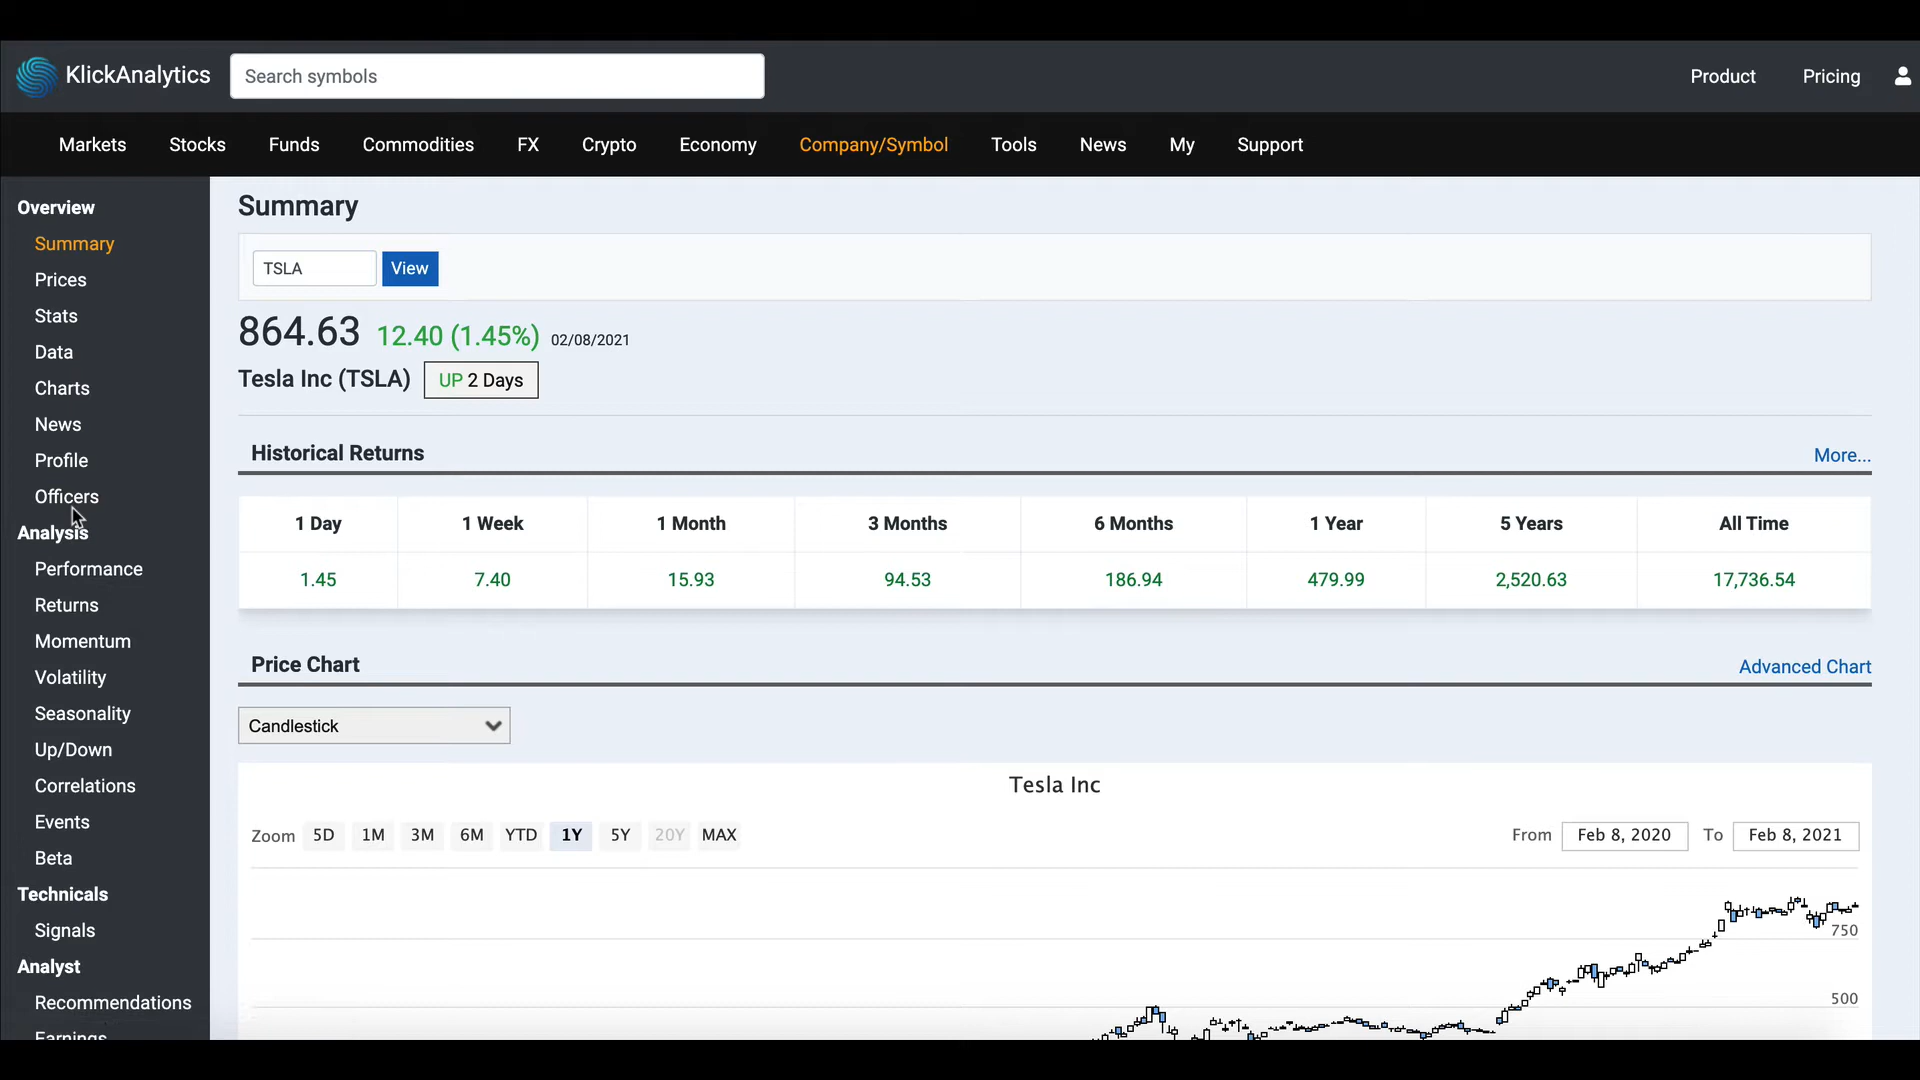 KlickAnalytics
Search symbols
Product
Pricing
Markets
Stocks
Funds
Commodities
FX
Crypto
Economy
Company/Symbol
Tools
News
My
Support
Overview
Summary
Prices
Stats
Data
Charts
News
Profile
Officers
Analysis
Performance
Returns
Momentum
Volatility
Seasonality
Up/Down
Correlations
Events
Beta
Technicals
Signals
Analyst
Recommendations
Earnings
Summary
TSLA
View
864.63 12.40 (1.45%) 02/08/2021
Tesla Inc (TSLA) UP 2 Days
Historical Returns
More...
1 Day 1 Week 1 Month 3 Months 6 Months 1 Year 5 Years All Time
1.45 7.40 15.93 94.53 186.94 479.99 2,520.63 17,736.54
Price Chart
Advanced Chart
Candlestick
Tesla Inc
Zoom 5D 1M 3M 6M YTD 1Y 5Y 20Y MAX
From Feb 8, 2020 To Feb 8, 2021
750
500